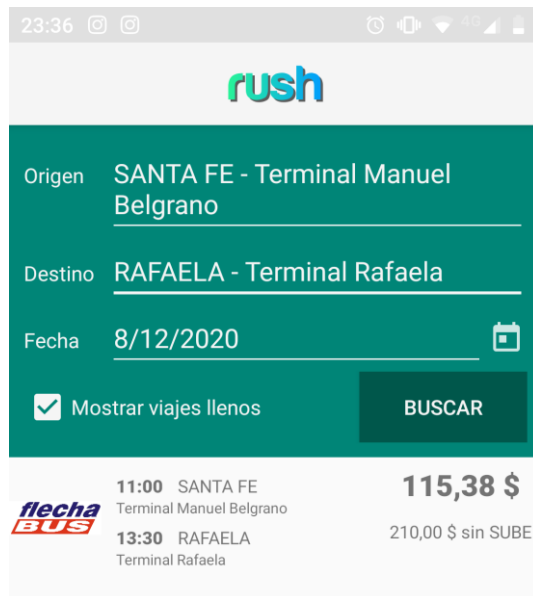 23:36 4G
rush
Origen SANTA FE - Terminal Manuel
Belgrano
Destino RAFAELA - Terminal Rafaela
Fecha 8/12/2020
Mostrar viajes llenos BUSCAR
flecha
BUS
11:00 SANTA FE 115,38 $
Terminal Manuel Belgrano
13:30 RAFAELA 210,00 $ sin SUBE
Terminal Rafaela